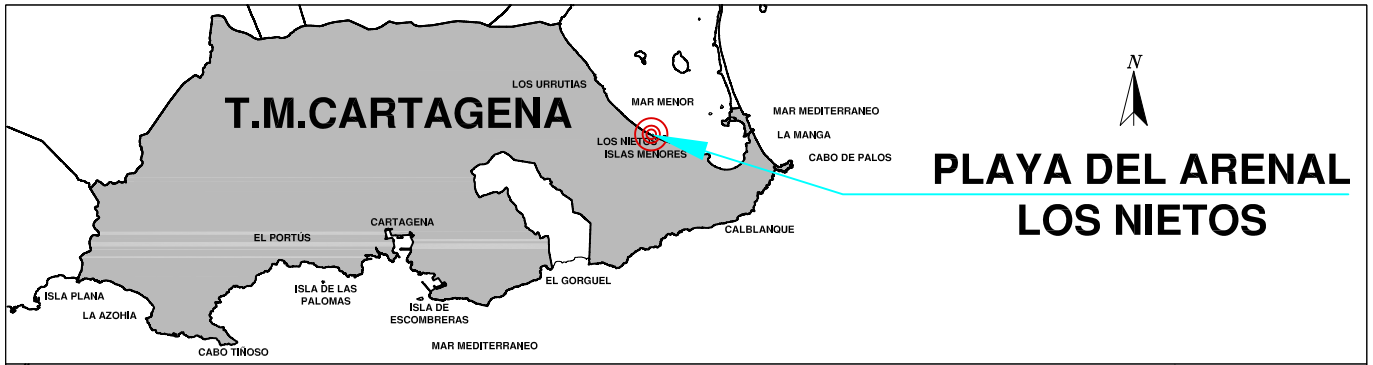 N
LOS URRUTIAS
T.M.CARTAGENA
MAR MENOR
MAR MEDITERRANEO
LA MANGA
LOS NIETOS
ISLAS MENORES
CABO DE PALOS
PLAYA DEL ARENAL
LOS NIETOS
CARTAGENA
CALBLANQUE
EL PORTÚS
EL GORGUEL
ISLA DE LAS
PALOMAS
ISLA PLANA
LA AZOHÍA
ISLA DE
ESCOMBRERAS
CABO TIÑOSO
MAR MEDITERRANEO